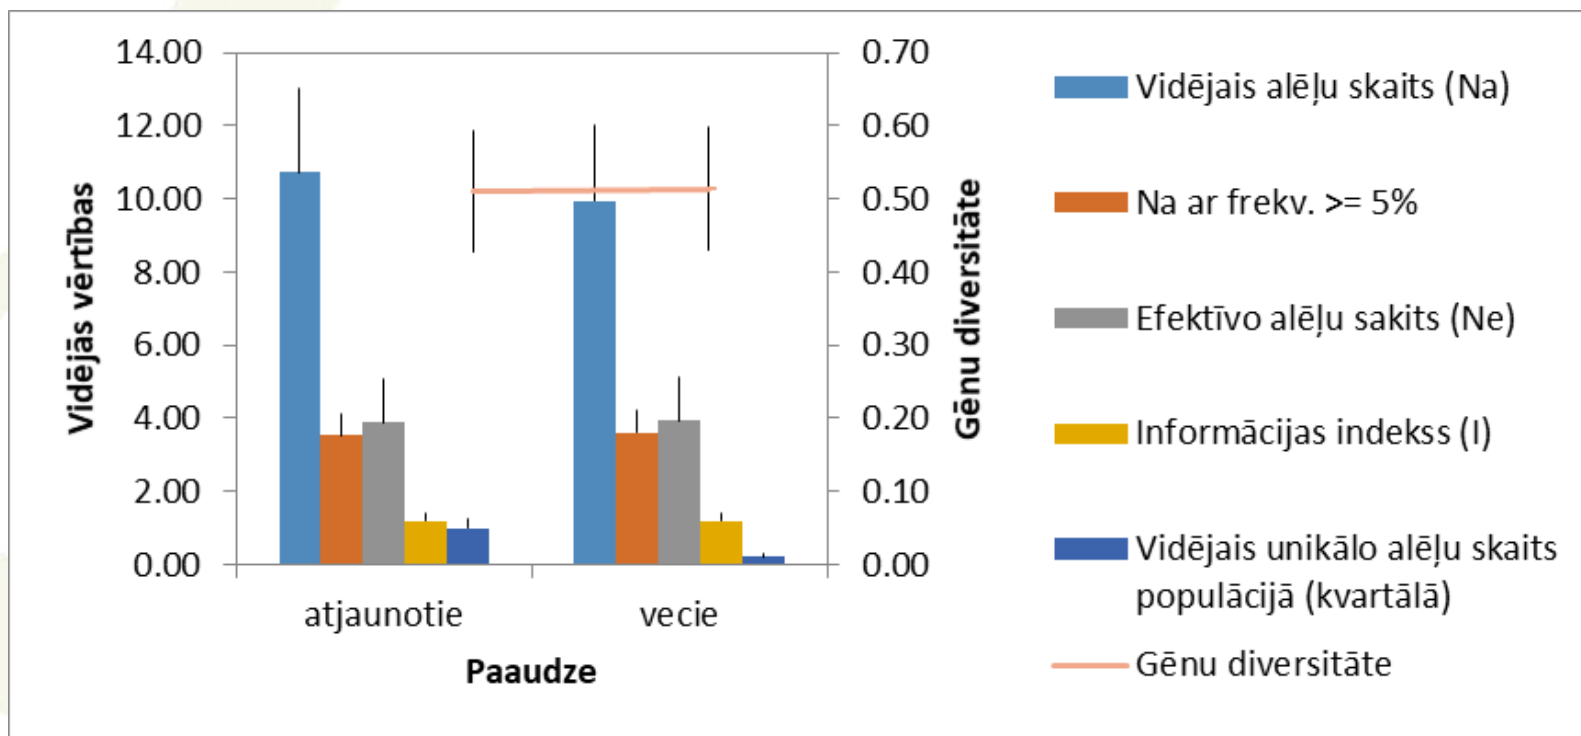 14.00
12.00
10.00
8.00
6.00
4.00
2.00
0.00
Vidējās vērtības
0.70
0.60
0.50
0.40
0.30
0.20
0.10
0.00
Gēnu diversitāte
atjaunotie
vecie
Paaudze
Vidējais alēļu skaits (Na)
Na ar frekv. >= 5%
Efektīvo alēļu sakits (Ne)
Informācijas indekss (I)
Vidējais unikālo alēļu skaits
populācijā (kvartālā)
Gēnu diversitāte